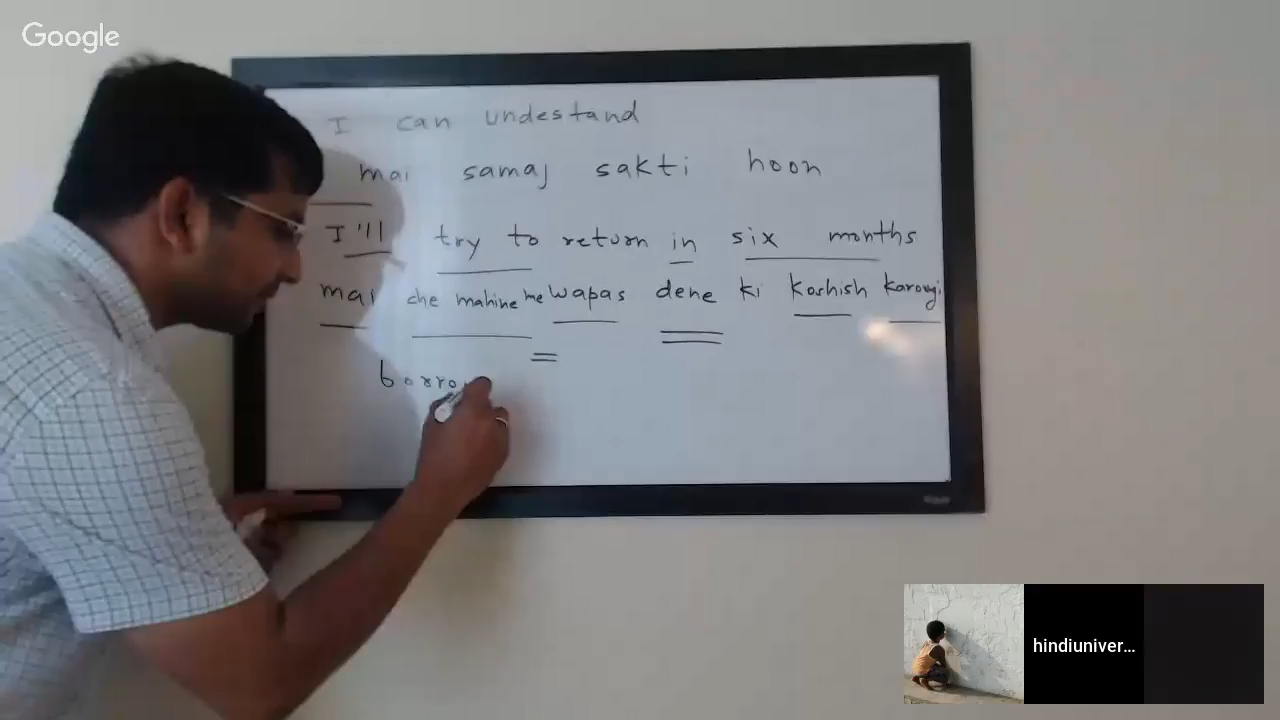 Google
I can undestand
mai samaj sakti hoon
I'll try to return in six months
mai che mahine me wapas dene ki koshish karongi
borro
hindiuniver...